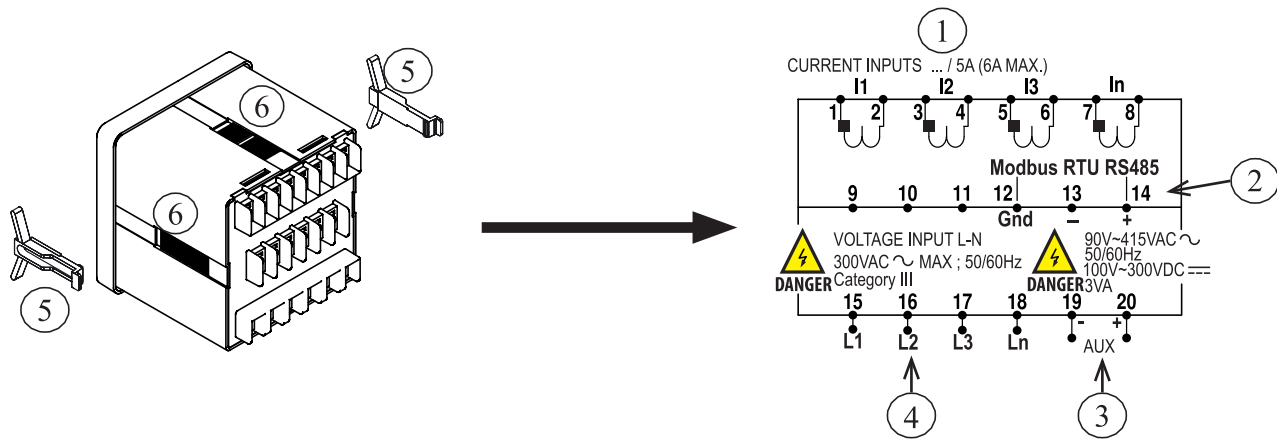 1
CURRENT INPUTS ... / 5A (6A MAX.)
I1 I2 I3 In
1 2 3 4 5 6 7 8
Modbus RTU RS485
2
9 10 11 12 13 14
Gnd − +
VOLTAGE INPUT L-N
300VAC ∼ MAX ; 50/60Hz
Category III
DANGER
90V~415VAC ∼
50/60Hz
100V~300VDC ⎓
3VA
DANGER
15 16 17 18 19 20
- +
L1 L2 L3 Ln AUX
4 3
5
6
6
5